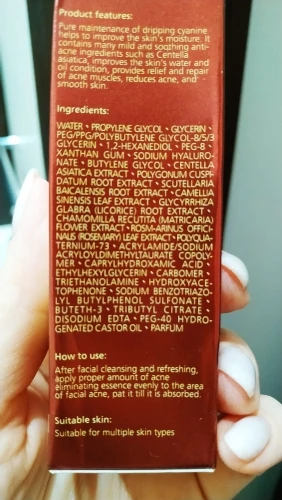 Product features:
Pure maintenance of dripping cyanine
helps to improve the skin's moisture. It
contains many mild and soothing anti-
acne ingredients such as Centella
asiatica, improves the skin's water and
oil condition, provides relief and repair
of acne muscles, reduces acne, and
smooth skin.
Ingredients:
WATER、PROPYLENE GLYCOL、GLYCERIN、
PEG/PPG/POLYBUTYLENE GLYCOL-8/5/3
GLYCERIN、1,2-HEXANEDIOL、PEG-8、
XANTHAN GUM、SODIUM HYALURO-
NATE、BUTYLENE GLYCOL、CENTELLA
ASIATICA EXTRACT、POLYGONUM CUSPI-
DATUM ROOT EXTRACT、SCUTELLARIA
BAICALENSIS ROOT EXTRACT、CAMELLIA
SINENSIS LEAF EXTRACT、GLYCYRRHIZA
GLABRA (LICORICE) ROOT EXTRACT、
CHAMOMILLA RECUTITA (MATRICARIA)
FLOWER EXTRACT、ROSMARINUS OFFICI-
NALIS (ROSEMARY) LEAF EXTRACT、POLYQUA-
TERNIUM-73、ACRYLAMIDE/SODIUM
ACRYLOYLDIMETHYLTAURATE COPOLY-
MER、CAPRYLHYDROXAMIC ACID、
ETHYLHEXYLGLYCERIN、CARBOMER、
TRIETHANOLAMINE、HYDROXYACE-
TOPHENONE、SODIUM BENZOTRIAZO-
LYL BUTYLPHENOL SULFONATE、
BUTETH-3、TRIBUTYL CITRATE、
DISODIUM EDTA、PEG-40 HYDRO-
GENATED CASTOR OIL、PARFUM
How to use:
After facial cleansing and refreshing,
apply proper amount of acne
eliminating essence evenly to the area
of facial acne, pat it till it is absorbed.
Suitable skin:
Suitable for multiple skin types